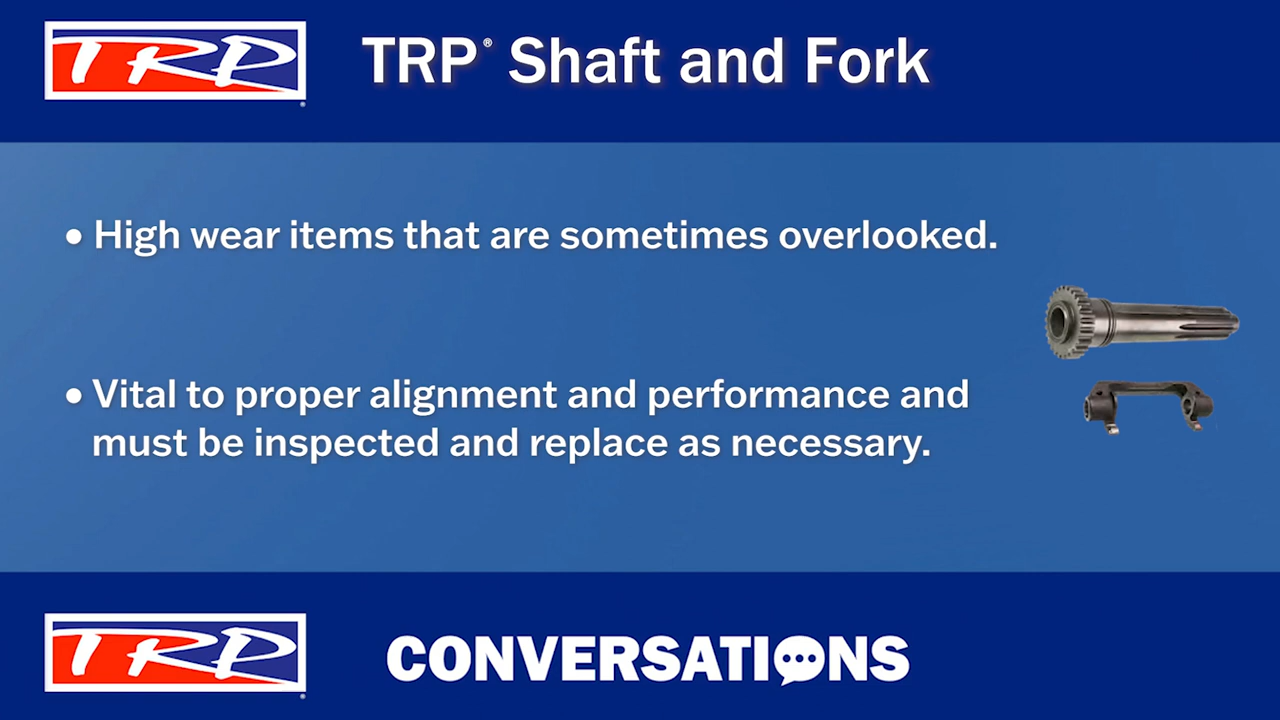 TRP
TRP® Shaft and Fork
• High wear items that are sometimes overlooked.
• Vital to proper alignment and performance and
must be inspected and replace as necessary.
TRP
CONVERSATIONS